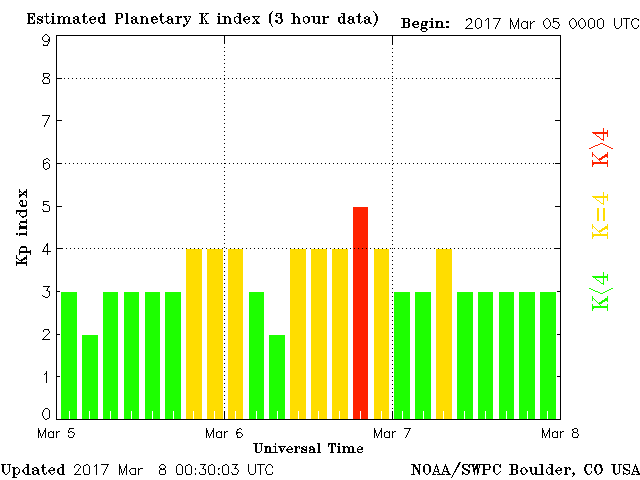 Estimated Planetary K index (3 hour data) Begin: 2017 Mar 05 0000 UTC
9
8
7
6
5
4
3
2
1
0
Kp index
K>4
K=4
K<4
Mar 5 Mar 6 Mar 7 Mar 8
Universal Time
Updated 2017 Mar 8 00:30:03 UTC NOAA/SWPC Boulder, CO USA